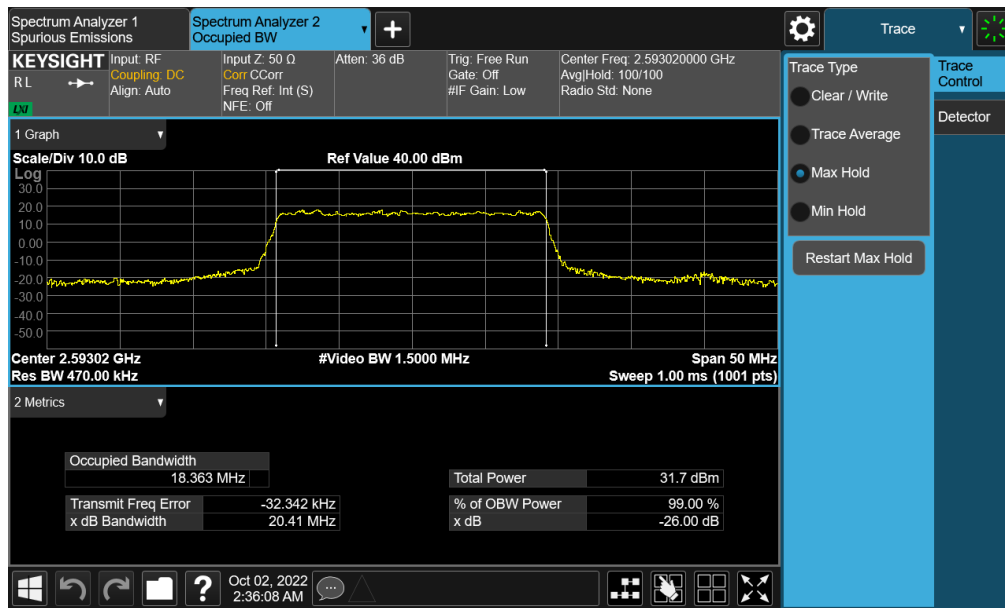 Spectrum Analyzer 1
Spurious Emissions
Spectrum Analyzer 2
Occupied BW
▼
+
Trace
▼
KEYSIGHT
R L
LXI
Input: RF
Coupling: DC
Align: Auto
Input Z: 50 Ω
Corr CCorr
Freq Ref: Int (S)
NFE: Off
Atten: 36 dB
Trig: Free Run
Gate: Off
#IF Gain: Low
Center Freq: 2.593020000 GHz
Avg|Hold: 100/100
Radio Std: None
Trace Type
Clear / Write
Trace Average
Max Hold
Min Hold
Restart Max Hold
Trace
Control
Detector
1 Graph ▼
Scale/Div 10.0 dB
Ref Value 40.00 dBm
Log
30.0
20.0
10.0
0.00
-10.0
-20.0
-30.0
-40.0
-50.0
Center 2.59302 GHz
#Video BW 1.5000 MHz
Span 50 MHz
Res BW 470.00 kHz
Sweep 1.00 ms (1001 pts)
2 Metrics ▼
Occupied Bandwidth
18.363 MHz
Total Power 31.7 dBm
Transmit Freq Error -32.342 kHz
% of OBW Power 99.00 %
x dB Bandwidth 20.41 MHz
x dB -26.00 dB
?
Oct 02, 2022
2:36:08 AM